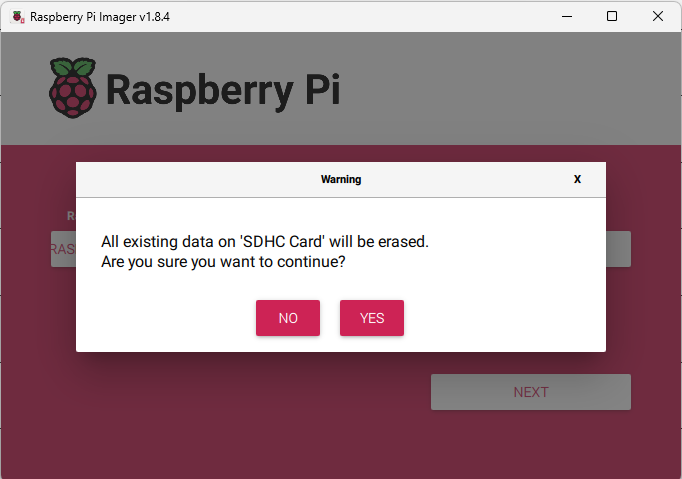 Raspberry Pi Imager v1.8.4
Raspberry Pi
Warning
X
All existing data on 'SDHC Card' will be erased.
Are you sure you want to continue?
NO
YES
NEXT